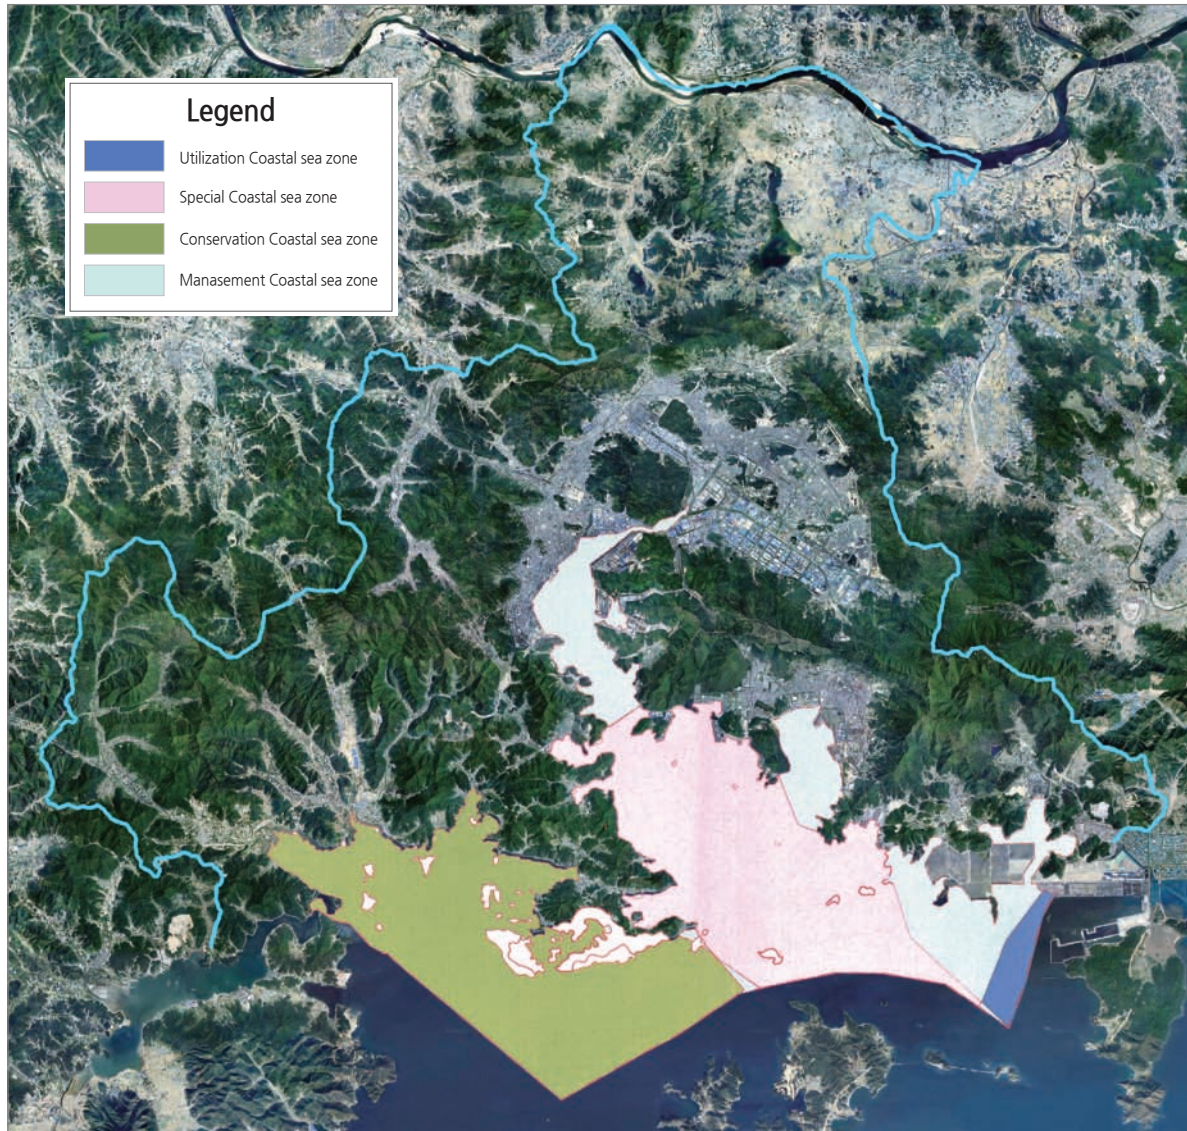 Legend
Utilization Coastal sea zone
Special Coastal sea zone
Conservation Coastal sea zone
Manasement Coastal sea zone